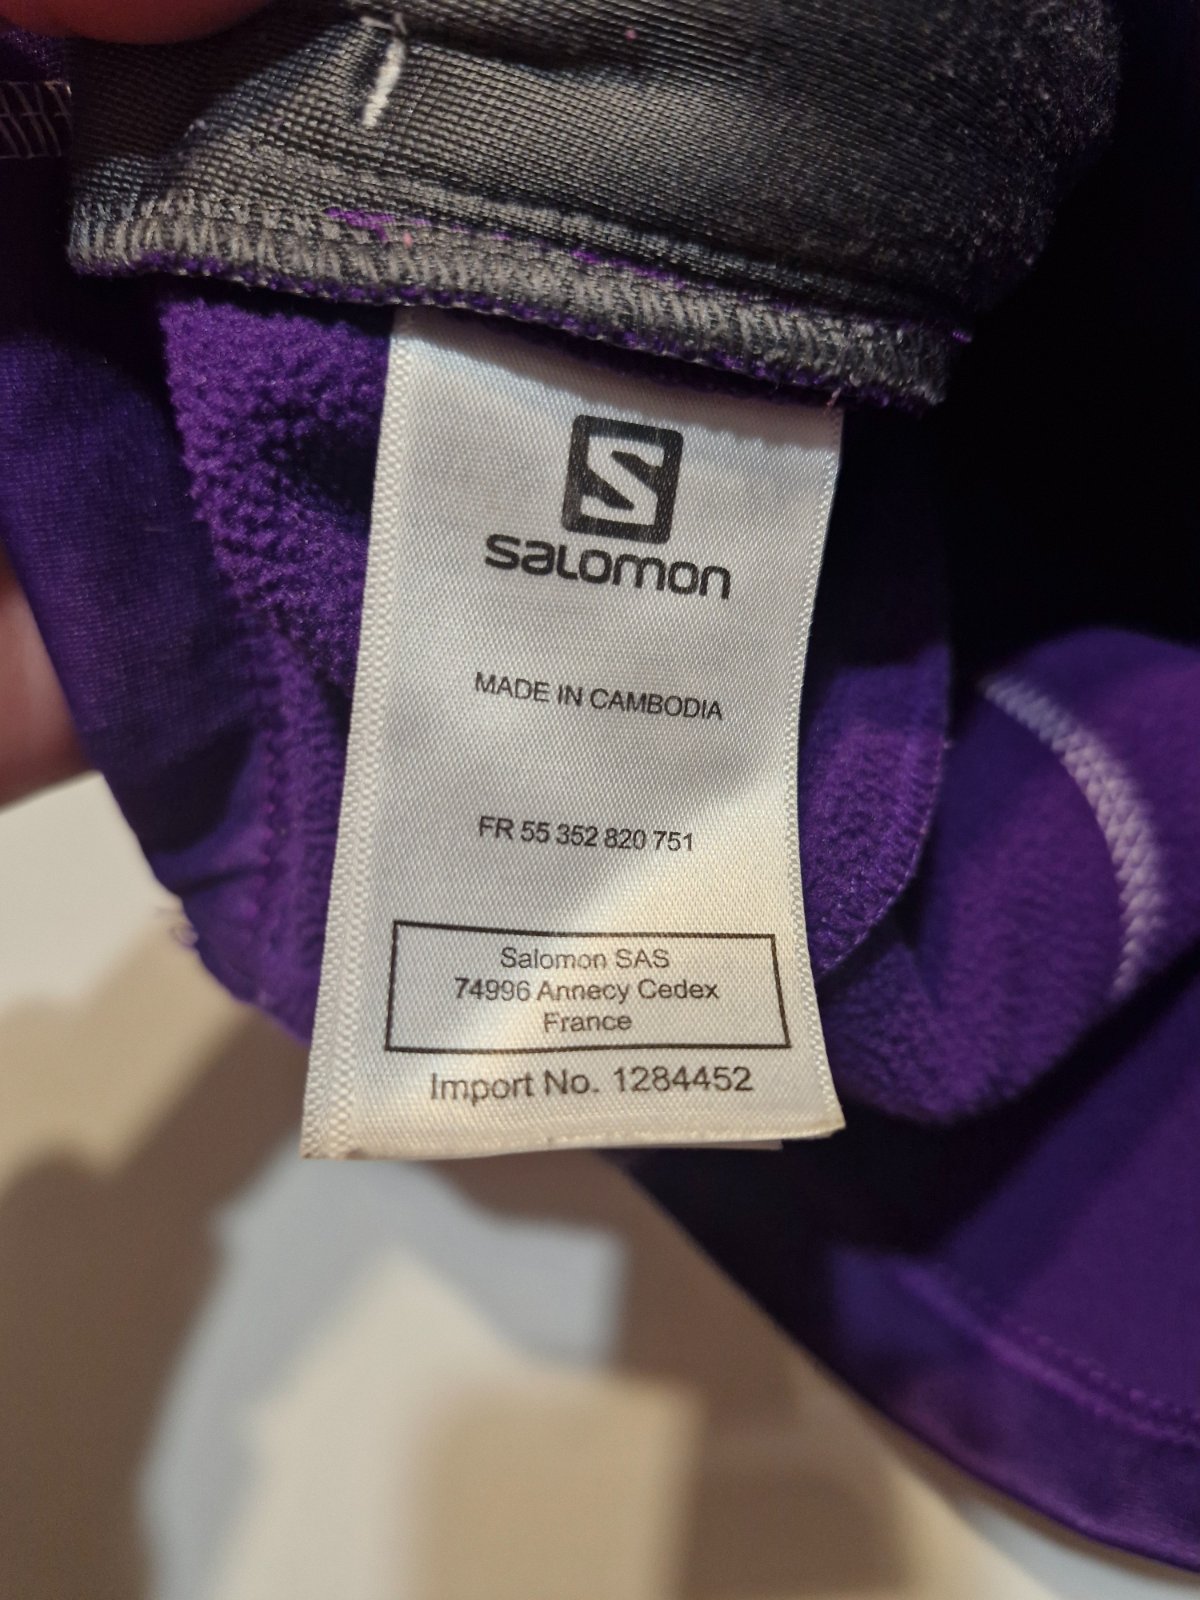 S
SALOMON
MADE IN CAMBODIA
FR 55 352 820 751
Salomon SAS
74996 Annecy Cedex
France
Import No. 1284452